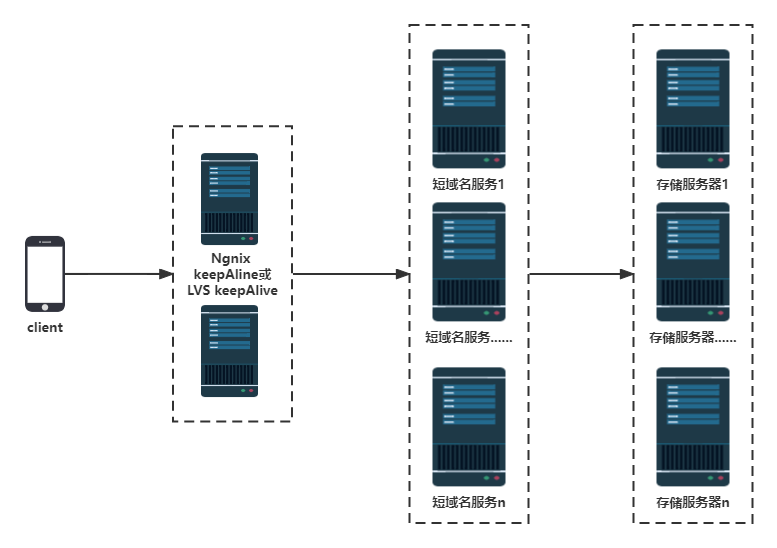 client
Ngnix
keepAline或
LVS keepAlive
短域名服务1
短域名服务......
短域名服务n
存储服务器1
存储服务器......
存储服务器n